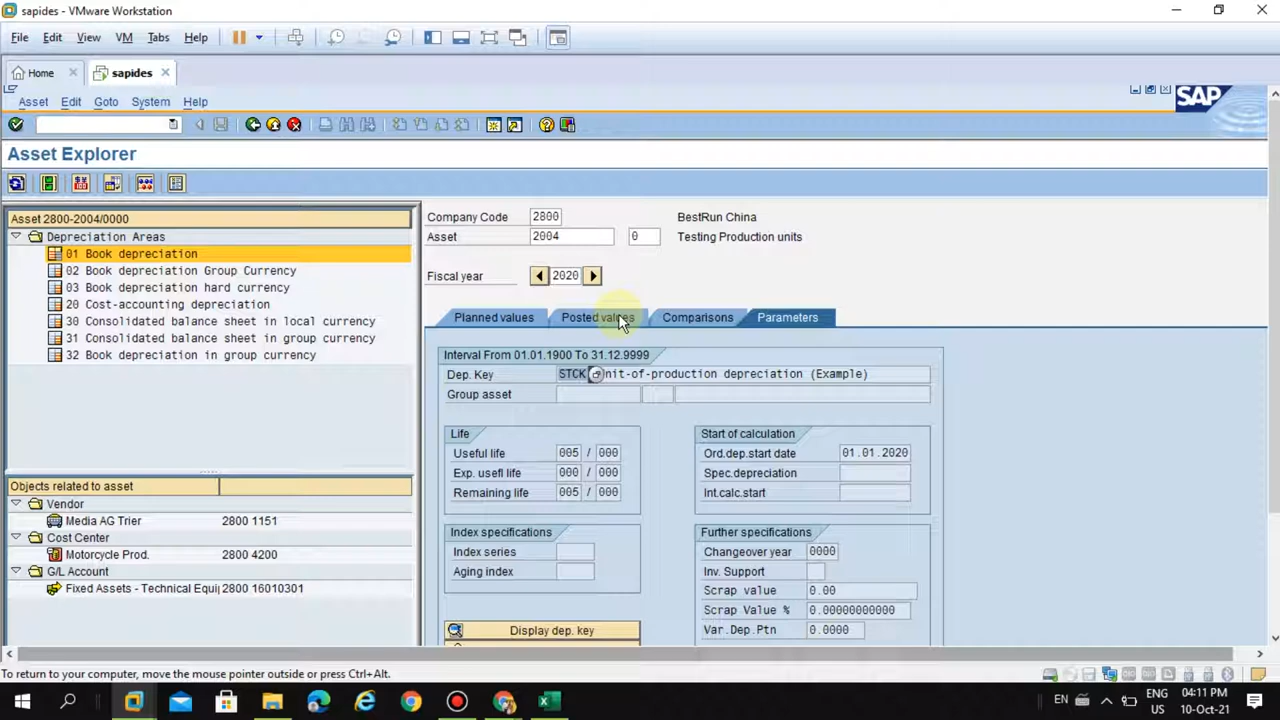 sapides - VMware Workstation
File Edit View VM Tabs Help
Home sapides
Asset Edit Goto System Help
SAP
Asset Explorer
Asset 2800-2004/0000
Depreciation Areas
01 Book depreciation
02 Book depreciation Group Currency
03 Book depreciation hard currency
20 Cost-accounting depreciation
30 Consolidated balance sheet in local currency
31 Consolidated balance sheet in group currency
32 Book depreciation in group currency
Objects related to asset
Vendor
Media AG Trier 2800 1151
Cost Center
Motorcycle Prod. 2800 4200
G/L Account
Fixed Assets - Technical Equi 2800 16010301
Company Code 2800 BestRun China
Asset 2004 0 Testing Production units
Fiscal year 2020
Planned values Posted values Comparisons Parameters
Interval From 01.01.1900 To 31.12.9999
Dep. Key STCK nit-of-production depreciation (Example)
Group asset
Life
Useful life 005 / 000
Exp. usefl life 000 / 000
Remaining life 005 / 000
Start of calculation
Ord.dep.start date 01.01.2020
Spec.depreciation
Int.calc.start
Index specifications
Index series
Aging index
Further specifications
Changeover year 0000
Inv. Support
Scrap value 0.00
Scrap Value % 0.00000000000
Var.Dep.Ptn 0.0000
Display dep. key
To return to your computer, move the mouse pointer outside or press Ctrl+Alt.
EN
ENG
US
04:11 PM
10-Oct-21